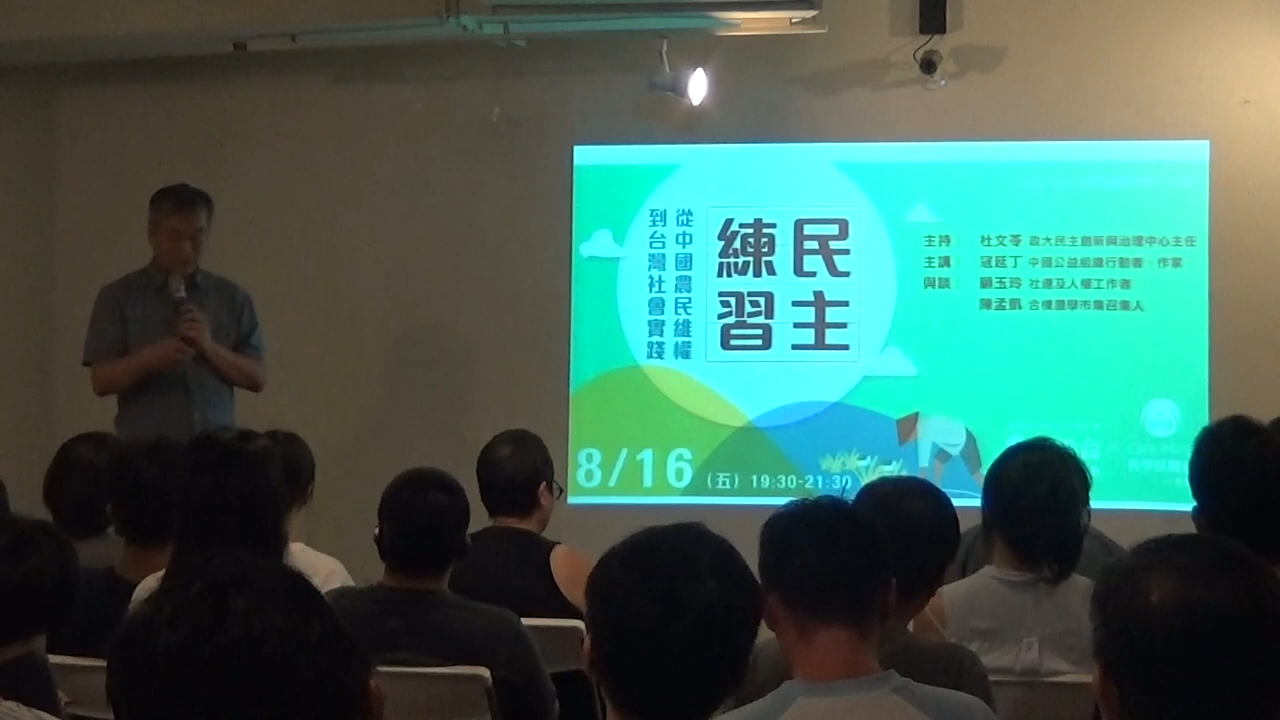 民主
練習
從中國農民維權
到台灣社會實踐
主持 杜文苓 政大民主創新與治理中心主任
主講 寇延丁 中國公益組織行動者、作家
與談 顧玉玲 社運及人權工作者
陳孟凱 合樸農學市集召集人
8/16 (五) 19:30-21:30